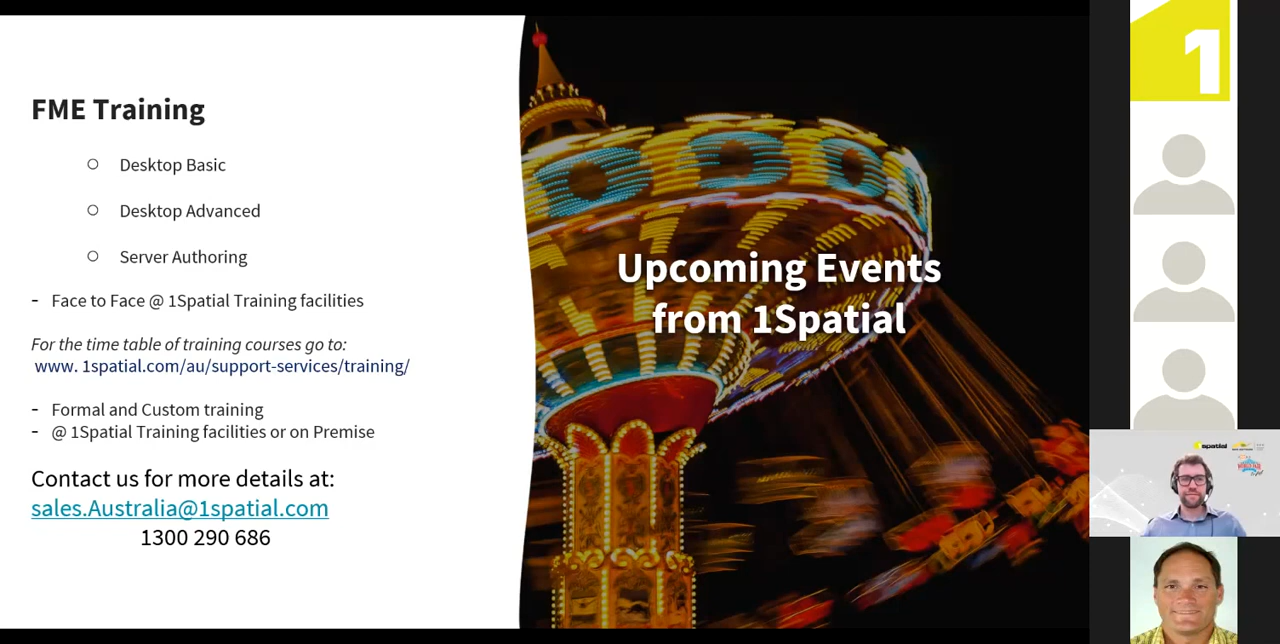 FME Training
Desktop Basic
Desktop Advanced
Server Authoring
- Face to Face @ 1Spatial Training facilities
For the time table of training courses go to:
www. 1spatial.com/au/support-services/training/
- Formal and Custom training
- @ 1Spatial Training facilities or on Premise
Contact us for more details at:
sales.Australia@1spatial.com
1300 290 686
Upcoming Events
from 1Spatial
1
1spatial